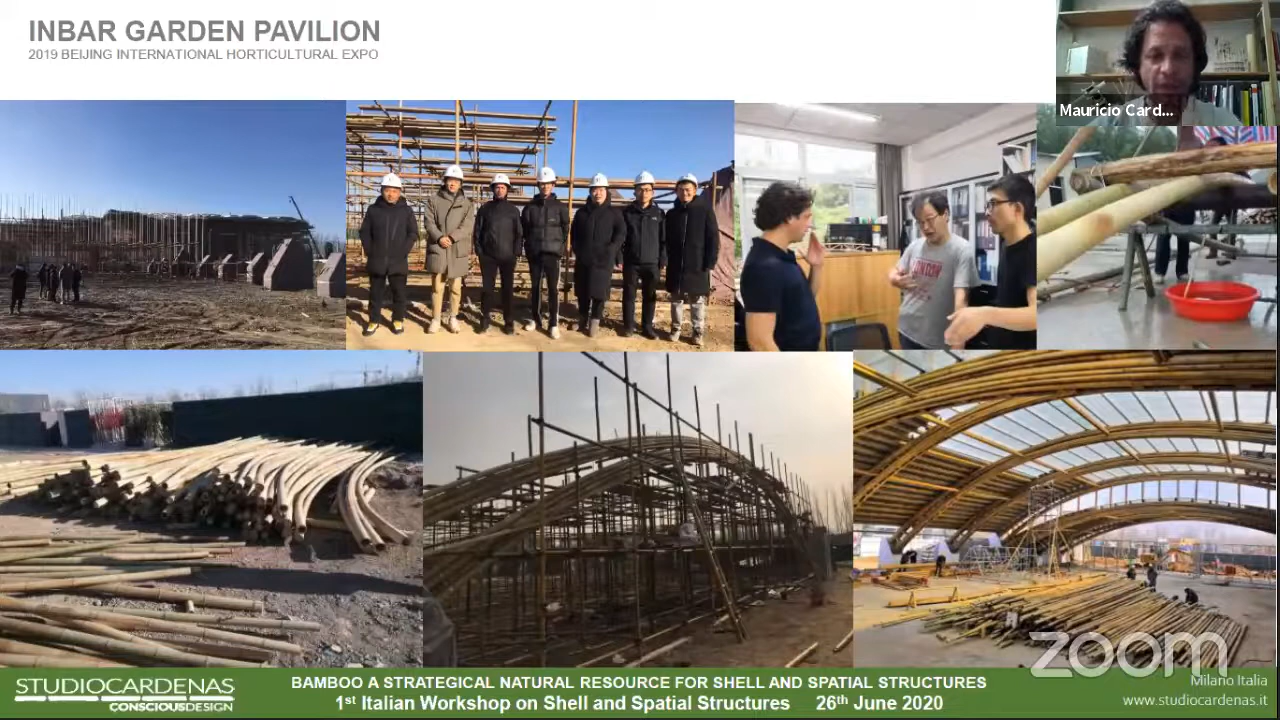 INBAR GARDEN PAVILION
2019 BEIJING INTERNATIONAL HORTICULTURAL EXPO
Mauricio Card...
LONDON
zoom
STUDIOCARDENAS
CONSCIOUSDESIGN
BAMBOO A STRATEGICAL NATURAL RESOURCE FOR SHELL AND SPATIAL STRUCTURES
1st Italian Workshop on Shell and Spatial Structures 26th June 2020
Milano Italia
www.studiocardenas.it